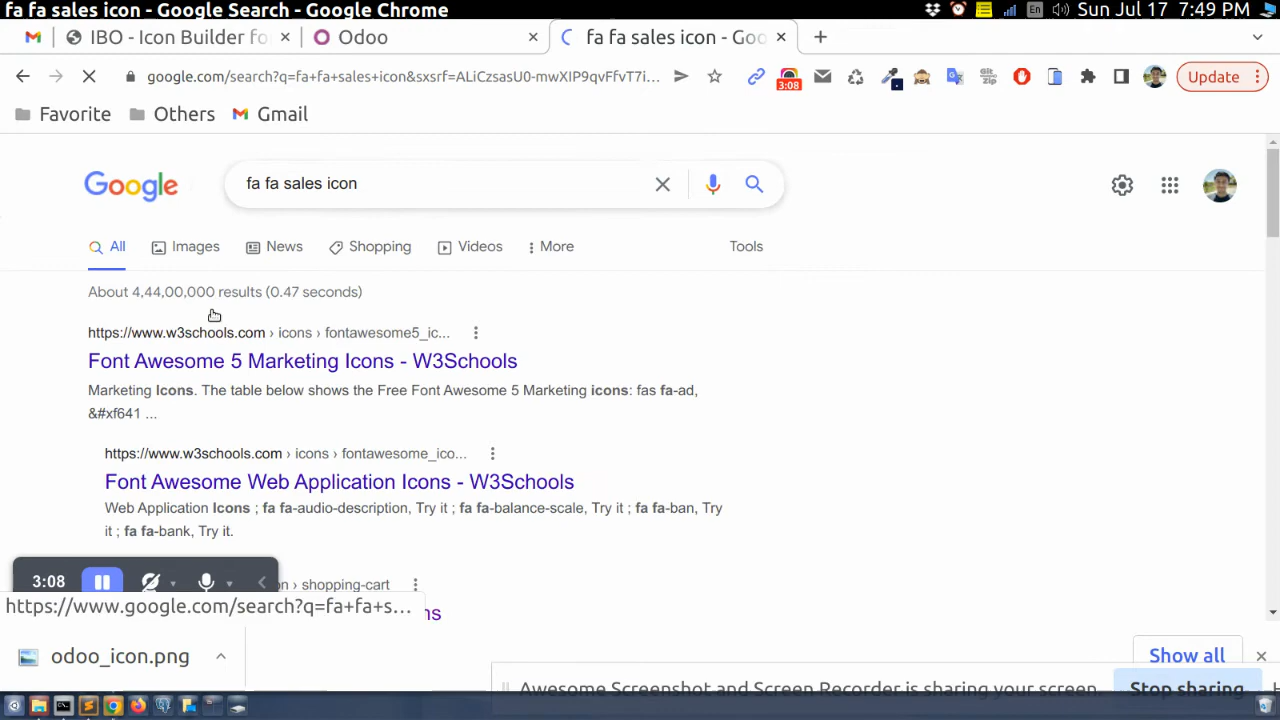 fa fa sales icon - Google Search - Google Chrome
En Sun Jul 17 7:49 PM
IBO - Icon Builder fo
Odoo
fa fa sales icon - Goo
google.com/search?q=fa+fa+sales+icon&sxsrf=ALiCzsasU0-mwXIP9qvFfvT7i...
3:08
Git
Zip
Update
Favorite
Others
Gmail
Google
fa fa sales icon
All
Images
News
Shopping
Videos
More
Tools
About 4,44,00,000 results (0.47 seconds)
https://www.w3schools.com › icons › fontawesome5_ic...
Font Awesome 5 Marketing Icons - W3Schools
Marketing Icons. The table below shows the Free Font Awesome 5 Marketing icons: fas fa-ad,
&#xf641 ...
https://www.w3schools.com › icons › fontawesome_ico...
Font Awesome Web Application Icons - W3Schools
Web Application Icons ; fa fa-audio-description, Try it ; fa fa-balance-scale, Try it ; fa fa-ban, Try
it ; fa fa-bank, Try it.
3:08
› shopping-cart
https://www.google.com/search?q=fa+fa+s...
odoo_icon.png
Show all
Awesome Screenshot and Screen Recorder is sharing your screen.
Stop sharing